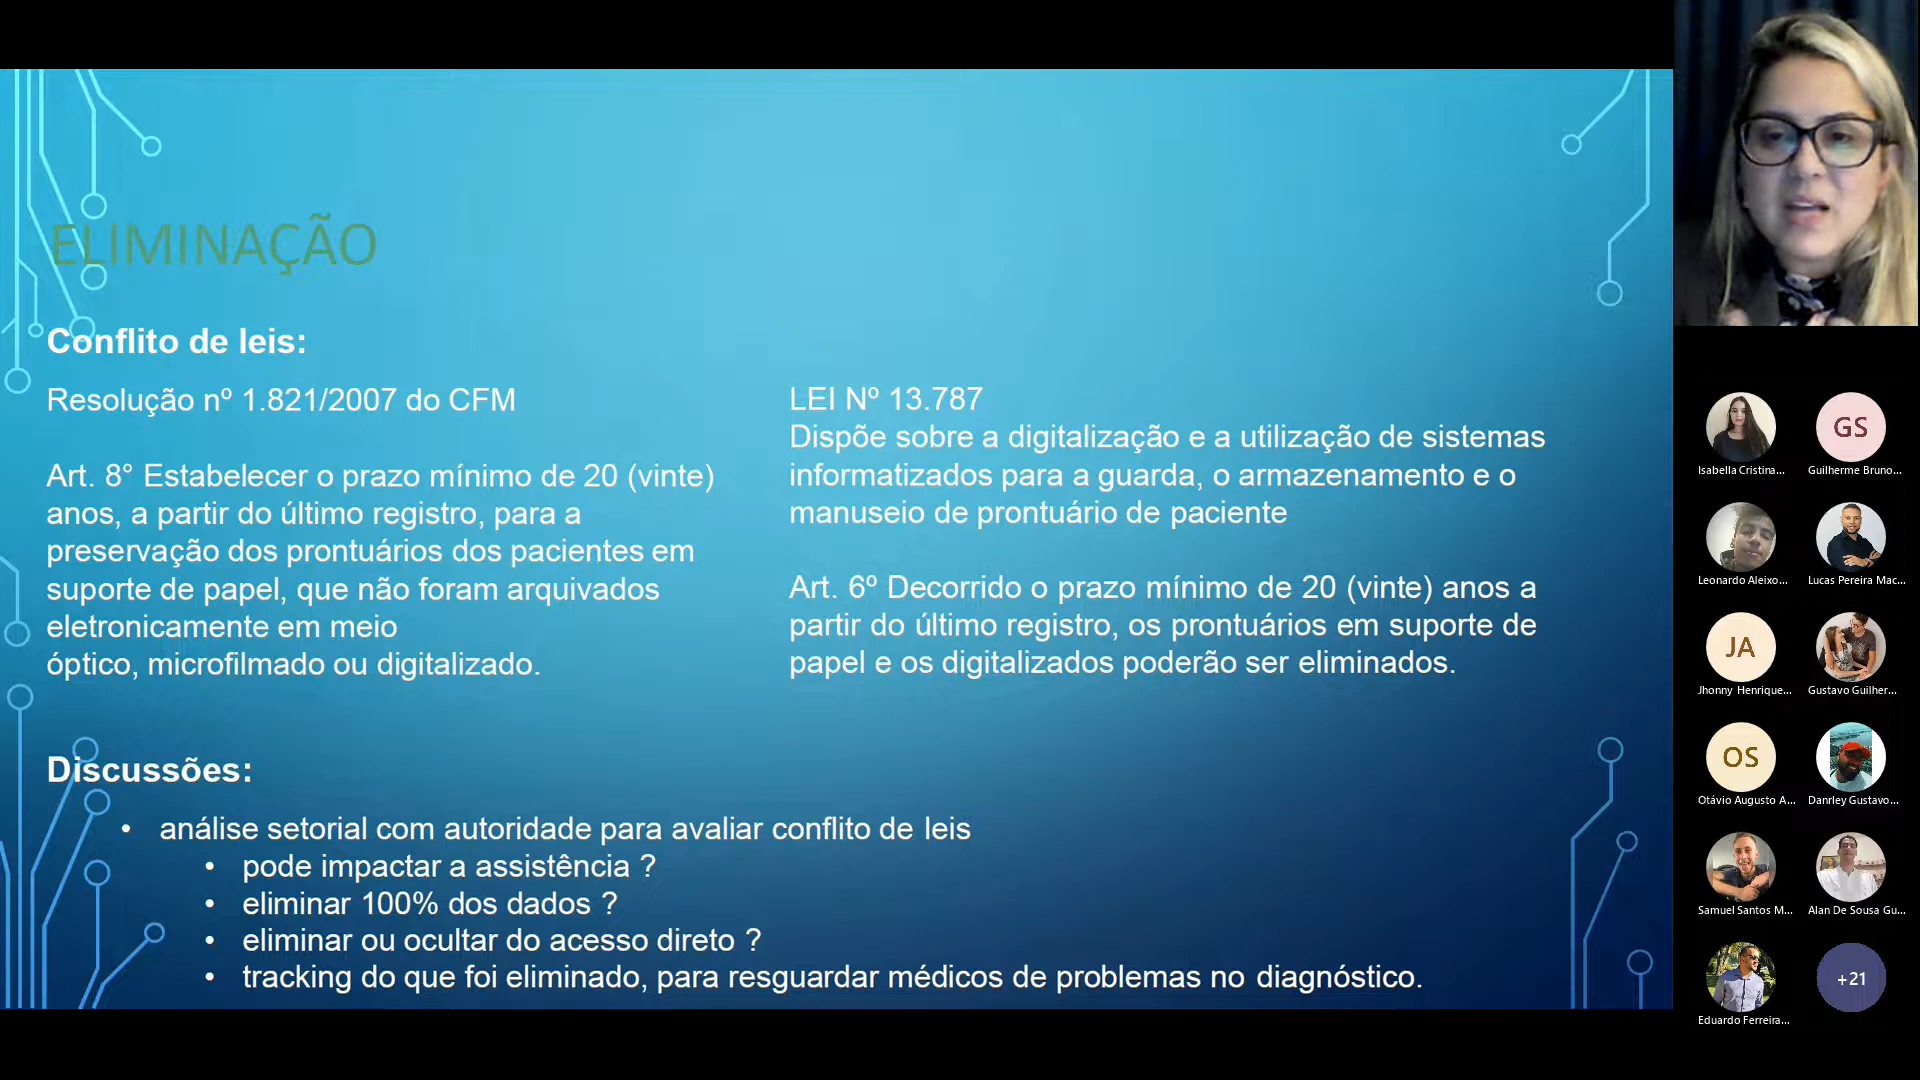 ELIMINAÇÃO
Conflito de leis:
Resolução nº 1.821/2007 do CFM
Art. 8° Estabelecer o prazo mínimo de 20 (vinte)
anos, a partir do último registro, para a
preservação dos prontuários dos pacientes em
suporte de papel, que não foram arquivados
eletronicamente em meio
óptico, microfilmado ou digitalizado.
LEI Nº 13.787
Dispõe sobre a digitalização e a utilização de sistemas
informatizados para a guarda, o armazenamento e o
manuseio de prontuário de paciente
Art. 6º Decorrido o prazo mínimo de 20 (vinte) anos a
partir do último registro, os prontuários em suporte de
papel e os digitalizados poderão ser eliminados.
Discussões:
• análise setorial com autoridade para avaliar conflito de leis
• pode impactar a assistência ?
• eliminar 100% dos dados ?
• eliminar ou ocultar do acesso direto ?
• tracking do que foi eliminado, para resguardar médicos de problemas no diagnóstico.
Isabella Cristina...
GS
Guilherme Bruno...
Leonardo Aleixo...
Lucas Pereira Mac...
JA
Jhonny Henrique...
Gustavo Guilher...
OS
Otávio Augusto A...
Danrley Gustavo...
Samuel Santos M...
Alan De Sousa Gu...
Eduardo Ferreira...
+21